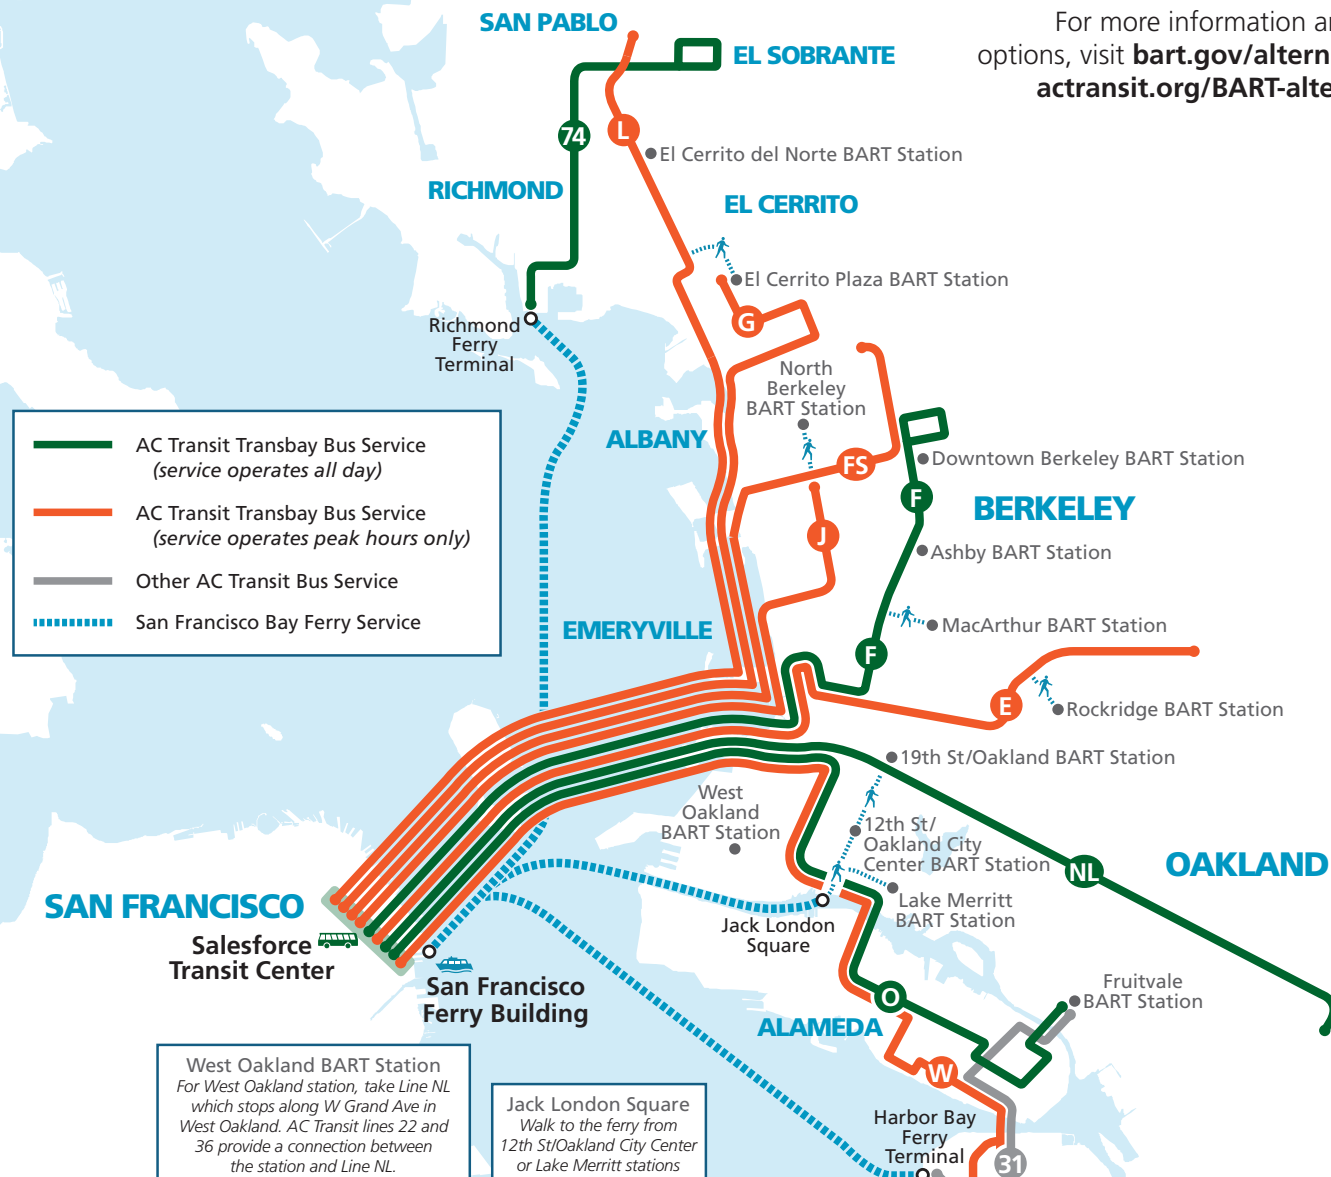 For more information
options, visit bart.gov/
actransit.org/
SAN PABLO
EL SOBRANTE
74
L
El Cerrito del Norte BART Station
RICHMOND
EL CERRITO
El Cerrito Plaza BART Station
G
Richmond
Ferry
Terminal
North
Berkeley
BART Station
AC Transit Transbay Bus Service
(service operates all day)
AC Transit Transbay Bus Service
(service operates peak hours only)
Other AC Transit Bus Service
San Francisco Bay Ferry Service
ALBANY
FS
Downtown Berkeley BART Station
F
BERKELEY
J
Ashby BART Station
EMERYVILLE
MacArthur BART Station
F
E
Rockridge BART Station
19th St/Oakland BART Station
West
Oakland
BART Station
12th St/
Oakland City
Center BART Station
NL
OAKLAND
SAN FRANCISCO
Lake Merritt
BART Station
Jack London
Square
Salesforce
Transit Center
San Francisco
Ferry Building
O
Fruitvale
BART Station
ALAMEDA
W
West Oakland BART Station
For West Oakland station, take Line NL
which stops along W Grand Ave in
West Oakland. AC Transit lines 22 and
36 provide a connection between
the station and Line NL.
Jack London Square
Walk to the ferry from
12th St/Oakland City Center
or Lake Merritt stations
Harbor Bay
Ferry
Terminal
31